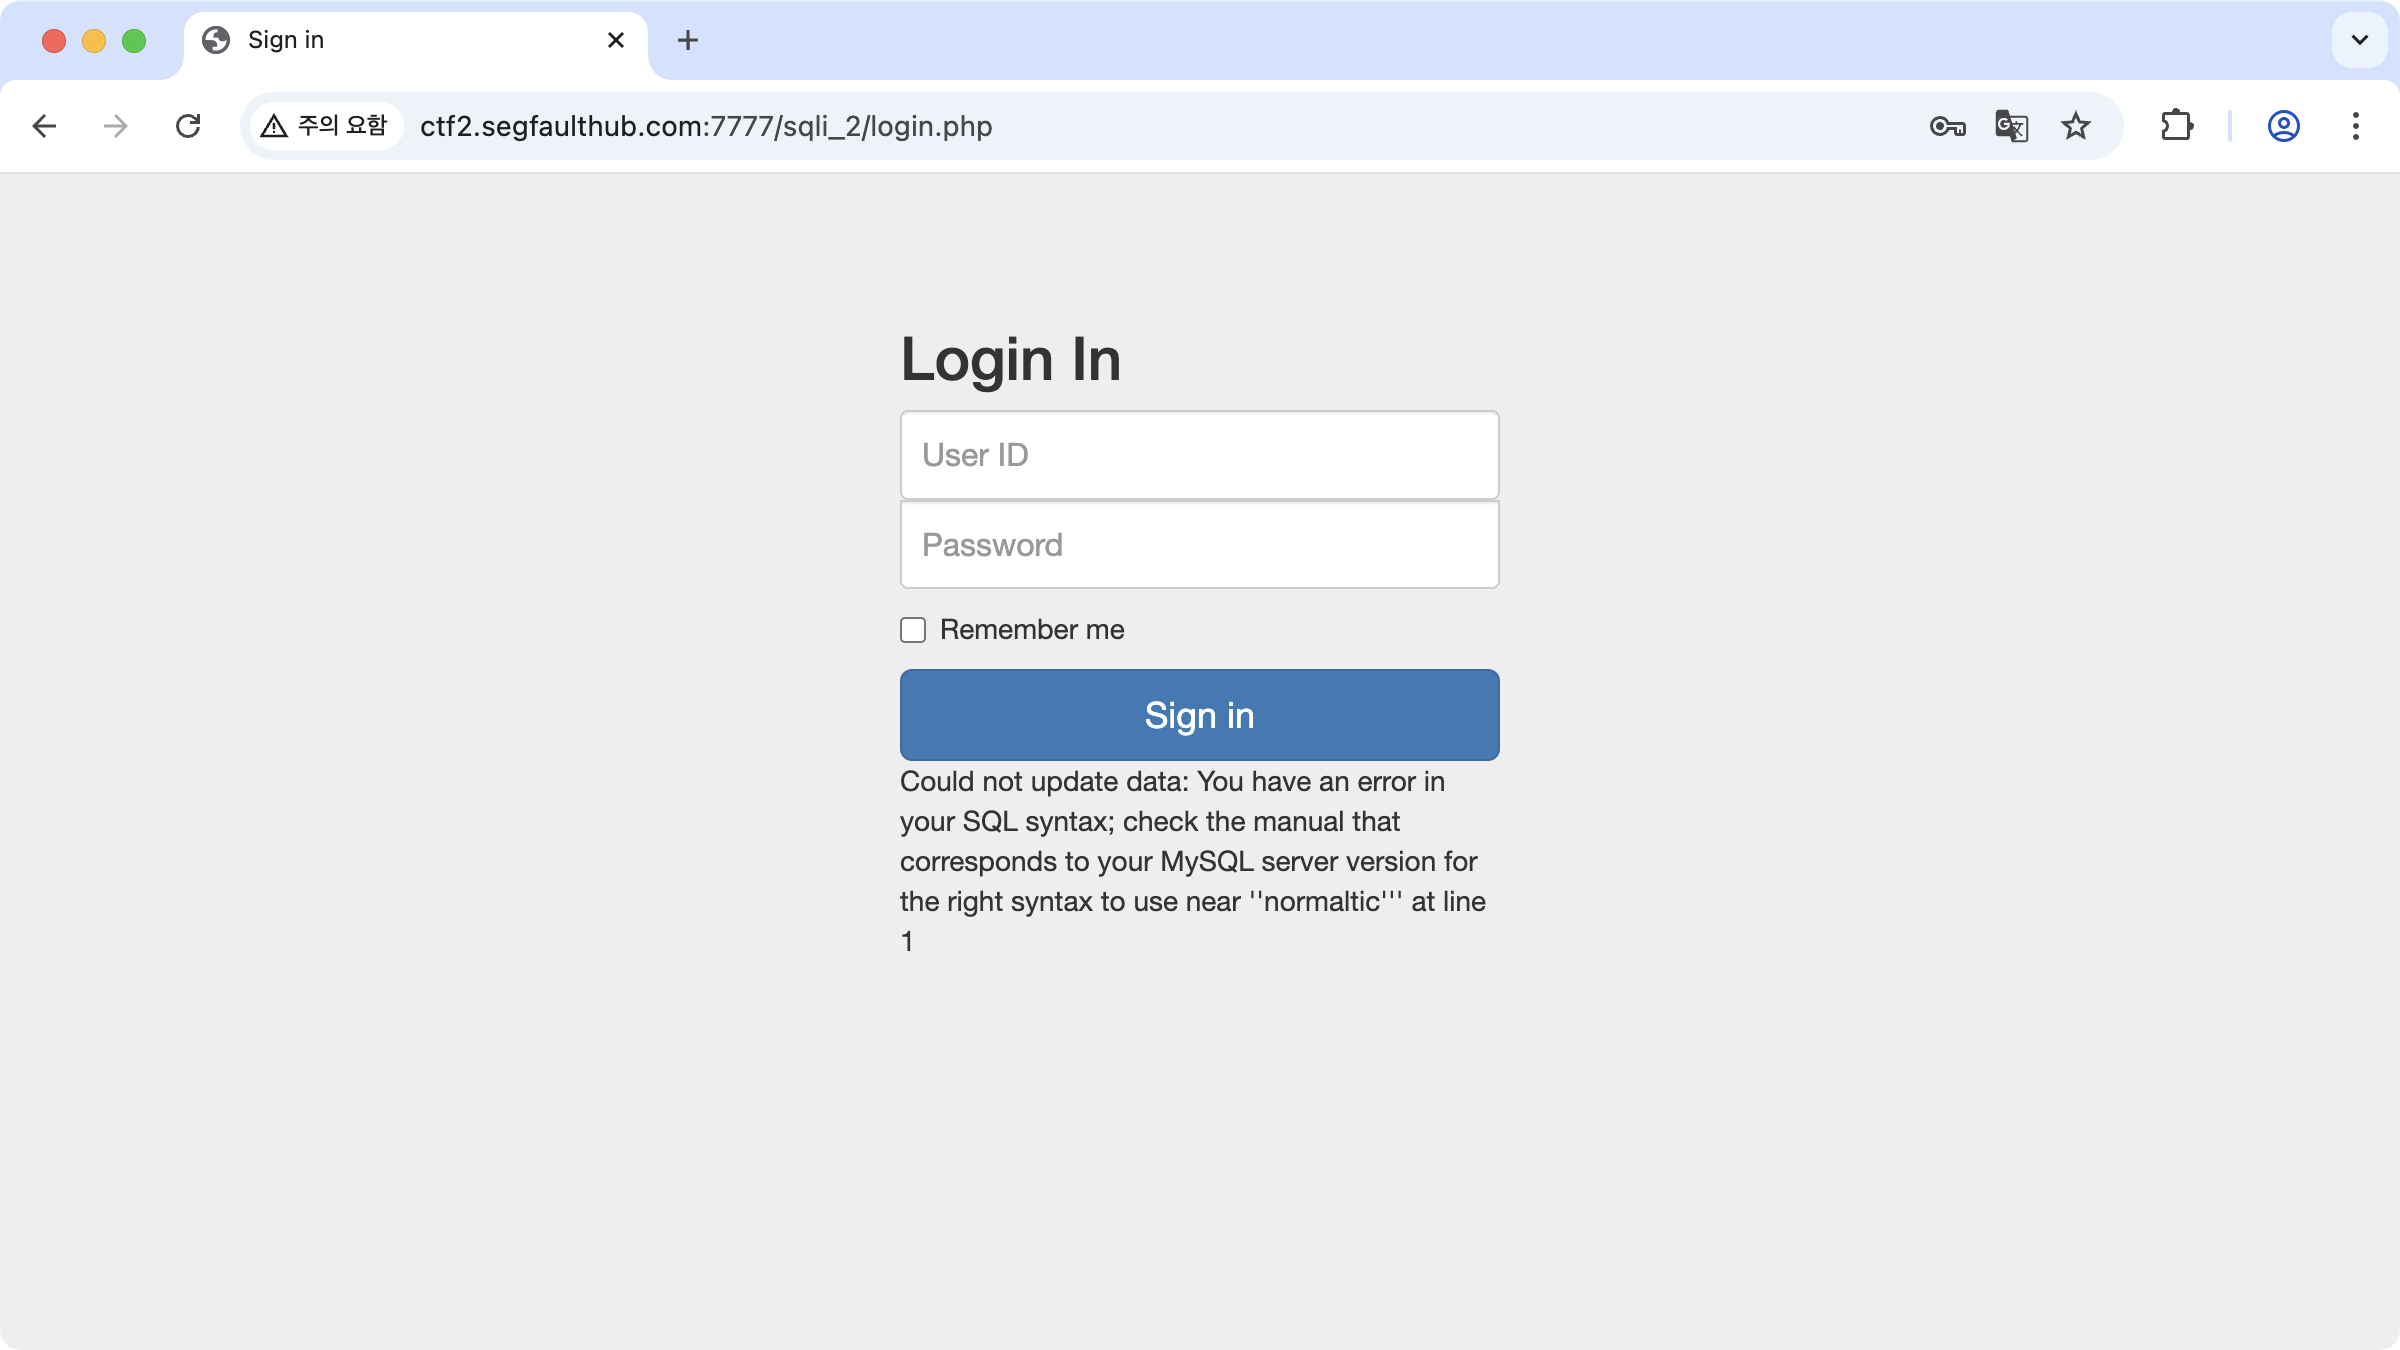 Sign in
주의 요함
ctf2.segfaulthub.com:7777/sqli_2/login.php
Login In
User ID
Password
Remember me
Sign in
Could not update data: You have an error in
your SQL syntax; check the manual that
corresponds to your MySQL server version for
the right syntax to use near ''normaltic''' at line
1